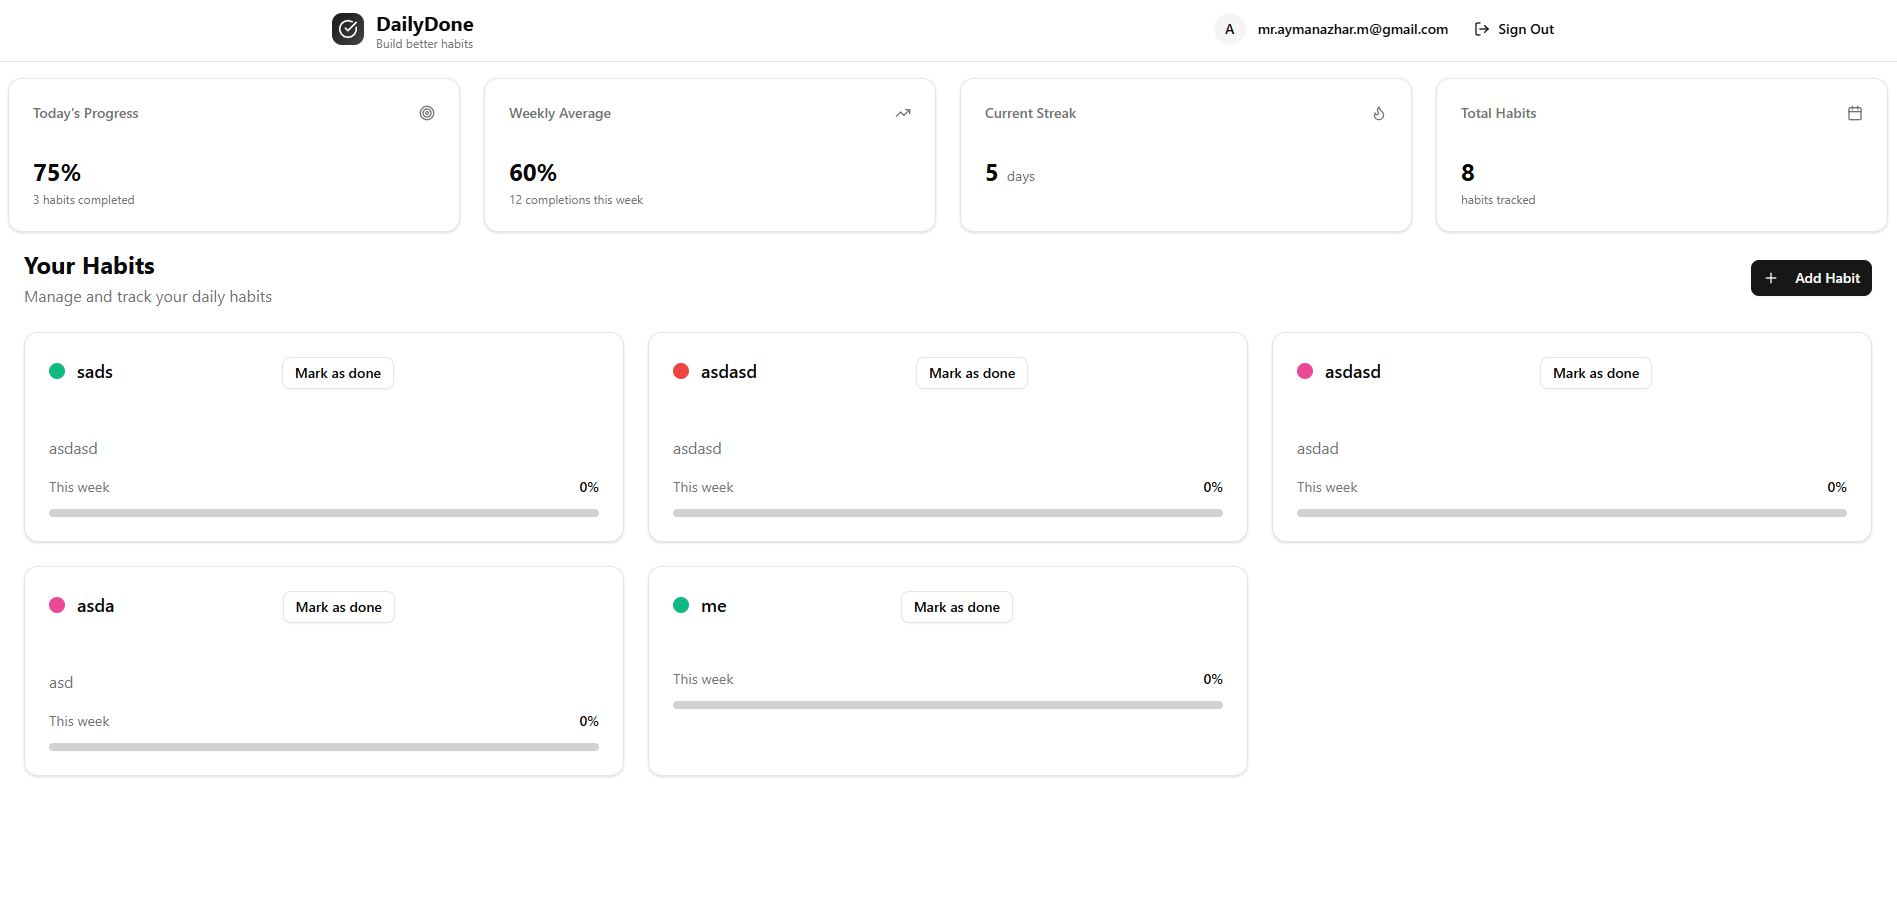 DailyDone
Build better habits
A
mr.aymanazhar.m@gmail.com
Sign Out
Today's Progress
75%
3 habits completed
Weekly Average
60%
12 completions this week
Current Streak
5 days
Total Habits
8
habits tracked
Your Habits
Manage and track your daily habits
+ Add Habit
sads
Mark as done
asdasd
This week 0%
asdasd
Mark as done
asdasd
This week 0%
asdasd
Mark as done
asdad
This week 0%
asda
Mark as done
asd
This week 0%
me
Mark as done
This week 0%